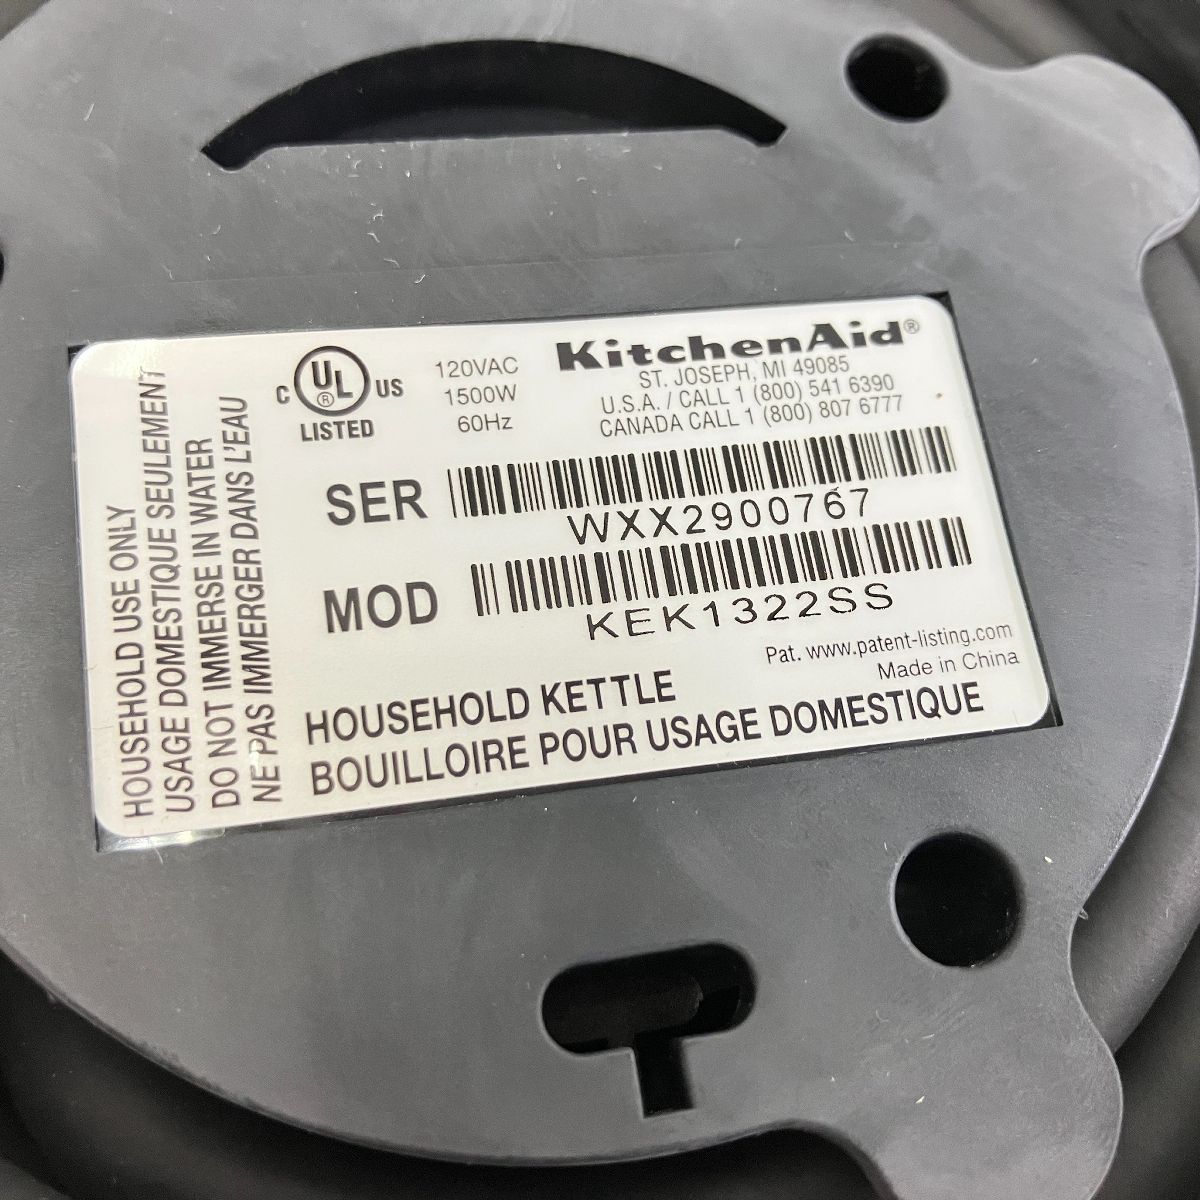 HOUSEHOLD USE ONLY
USAGE DOMESTIQUE SEULEMENT
DO NOT IMMERSE IN WATER
NE PAS IMMERGER DANS L'EAU
C UL® US
LISTED
120VAC
1500W
60Hz
KitchenAid®
ST. JOSEPH, MI 49085
U.S.A. / CALL 1 (800) 541 6390
CANADA CALL 1 (800) 807 6777
SER
WXX2900767
MOD
KEK1322SS
Pat. www.patent-listing.com
Made in China
HOUSEHOLD KETTLE
BOUILLOIRE POUR USAGE DOMESTIQUE